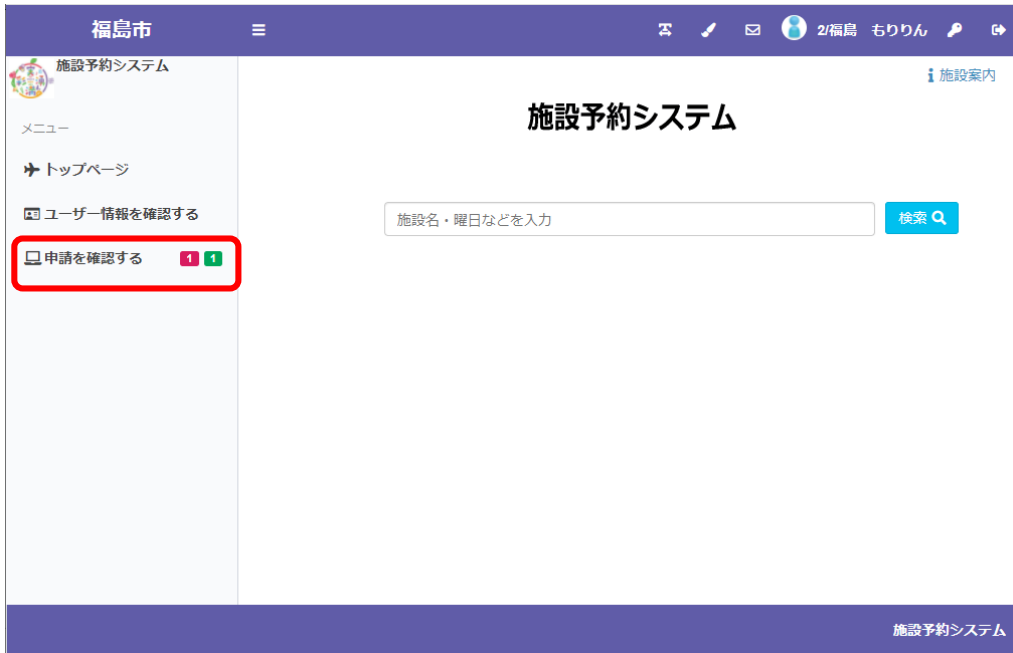 福島市
2/福島 もりりん
施設予約システム
施設案内
メニュー
トップページ
ユーザー情報を確認する
申請を確認する 1 1
施設予約システム
施設名・曜日などを入力
検索
施設予約システム